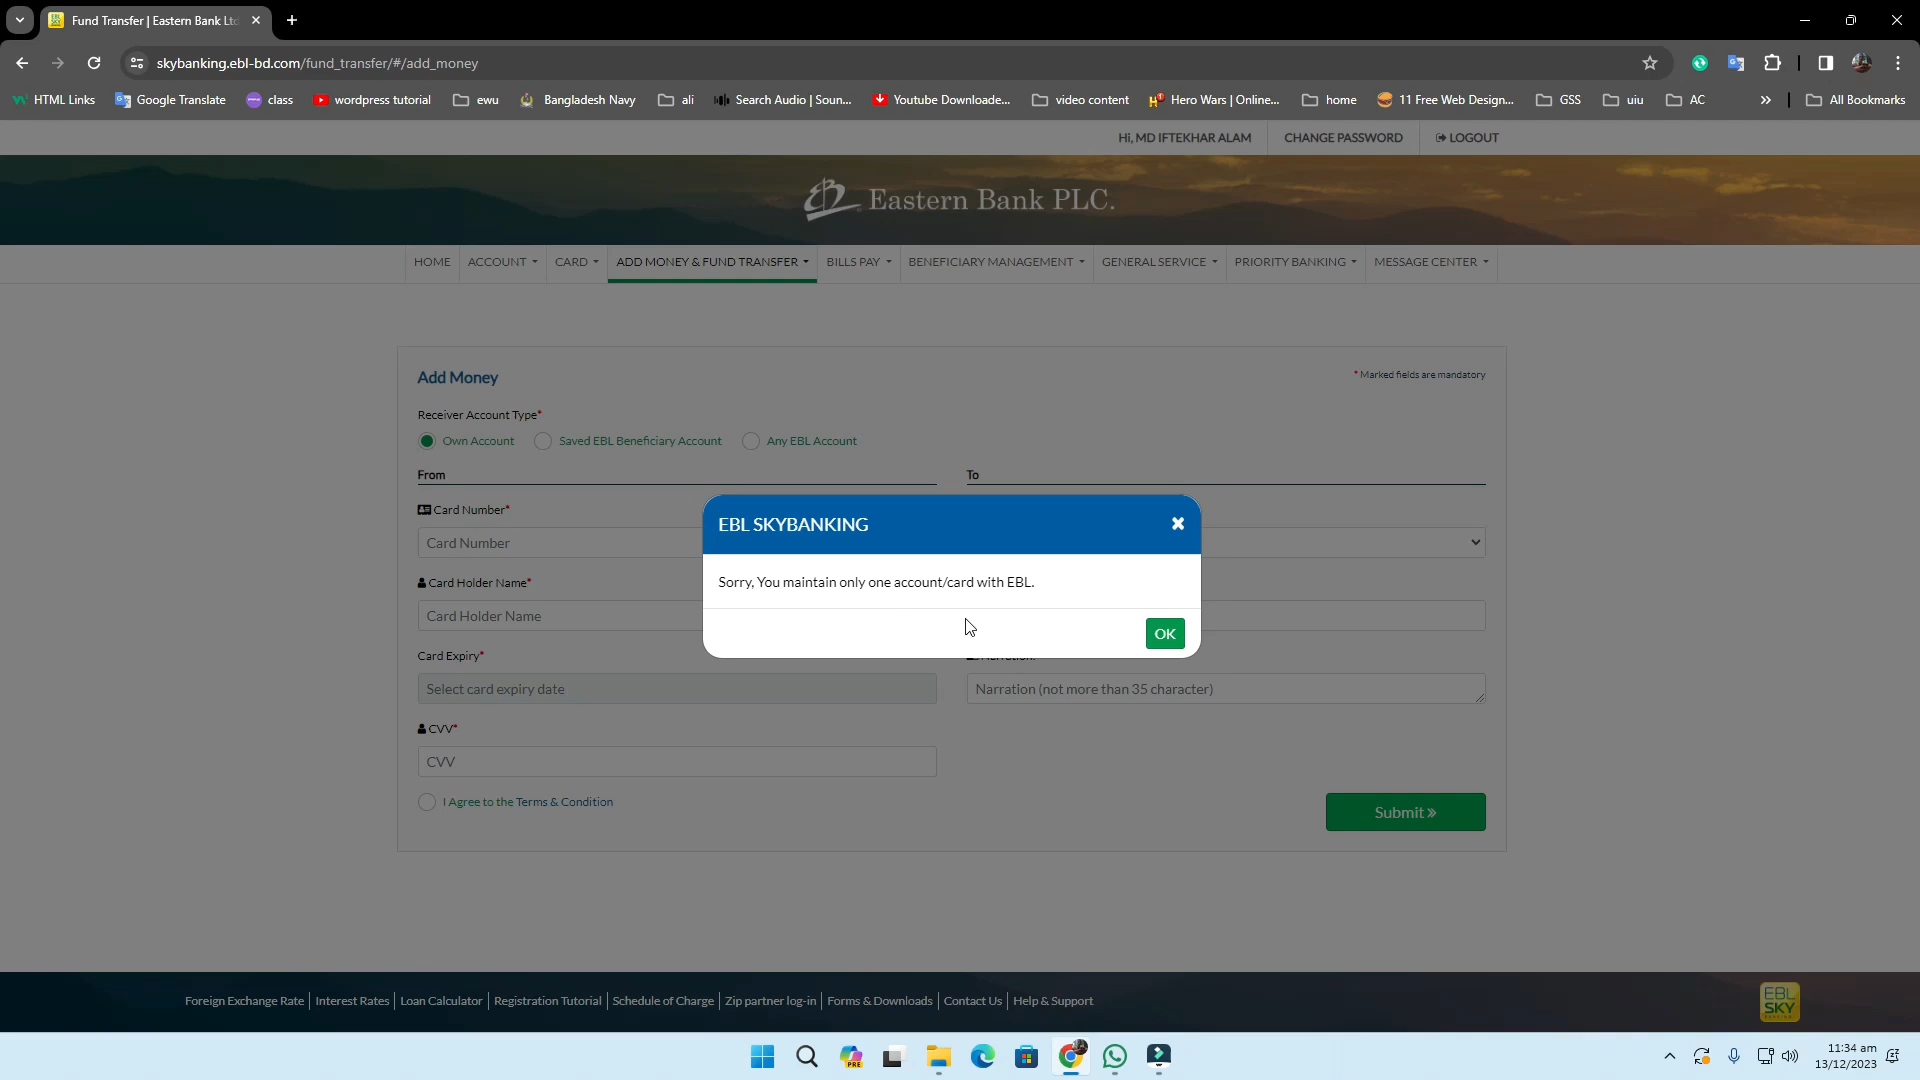 Fund Transfer | Eastern Bank Ltd
skybanking.ebl-bd.com/fund_transfer/#/add_money
HTML Links Google Translate class wordpress tutorial ewu Bangladesh Navy ali Search Audio | Soun... Youtube Downloade... video content Hero Wars | Online... home 11 Free Web Design... GSS uiu AC » All Bookmarks
Hi, MD IFTEKHAR ALAM CHANGE PASSWORD LOGOUT
Eastern Bank PLC.
HOME ACCOUNT CARD ADD MONEY & FUND TRANSFER BILLS PAY BENEFICIARY MANAGEMENT GENERAL SERVICE PRIORITY BANKING MESSAGE CENTER
Add Money * Marked fields are mandatory
Receiver Account Type*
Own Account Saved EBL Beneficiary Account Any EBL Account
From To
Card Number*
Card Number
Card Holder Name*
Card Holder Name
EBL SKYBANKING
Sorry, You maintain only one account/card with EBL.
OK
Card Expiry*
Select card expiry date Narration (not more than 35 character)
CVV*
CVV
I Agree to the Terms & Condition
Submit »
Foreign Exchange Rate | Interest Rates | Loan Calculator | Registration Tutorial | Schedule of Charge | Zip partner log-in | Forms & Downloads | Contact Us | Help & Support
EBL
SKY
PRE
11:34 am
13/12/2023